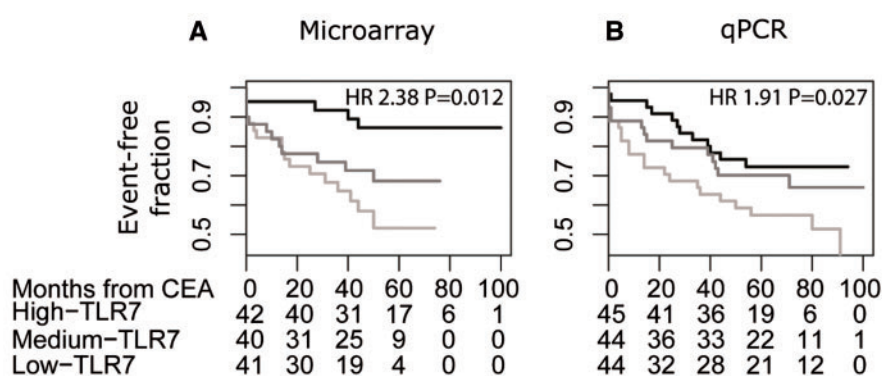 A Microarray
B qPCR
Event-free
fraction
0.9
0.7
0.5
HR 2.38 P=0.012
0.9
0.7
0.5
HR 1.91 P=0.027
Months from CEA 0 20 40 60 80 100 0 20 40 60 80 100
High-TLR7 42 40 31 17 6 1 45 41 36 19 6 0
Medium-TLR7 40 31 25 9 0 0 44 36 33 22 11 1
Low-TLR7 41 30 19 4 0 0 44 32 28 21 12 0